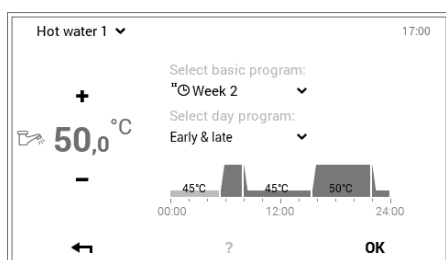 Hot water 1
17:00
Select basic program:
Week 2
Select day program:
Early & late
+
50,0 °C
−
45°C 45°C 50°C
00:00 12:00 24:00
? OK